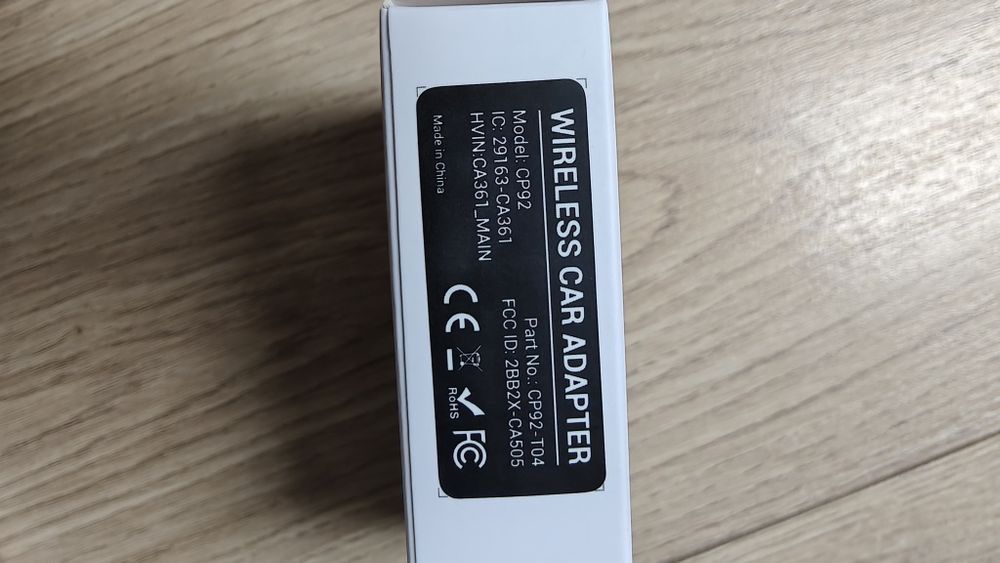 WIRELESS CAR ADAPTER
Model: CP92
Part No.: CP92-T04
IC: 29163-CA361
FCC ID: 2BB2X-CA505
HVIN:CA361_MAIN
Made in China
CE
RoHS
FC